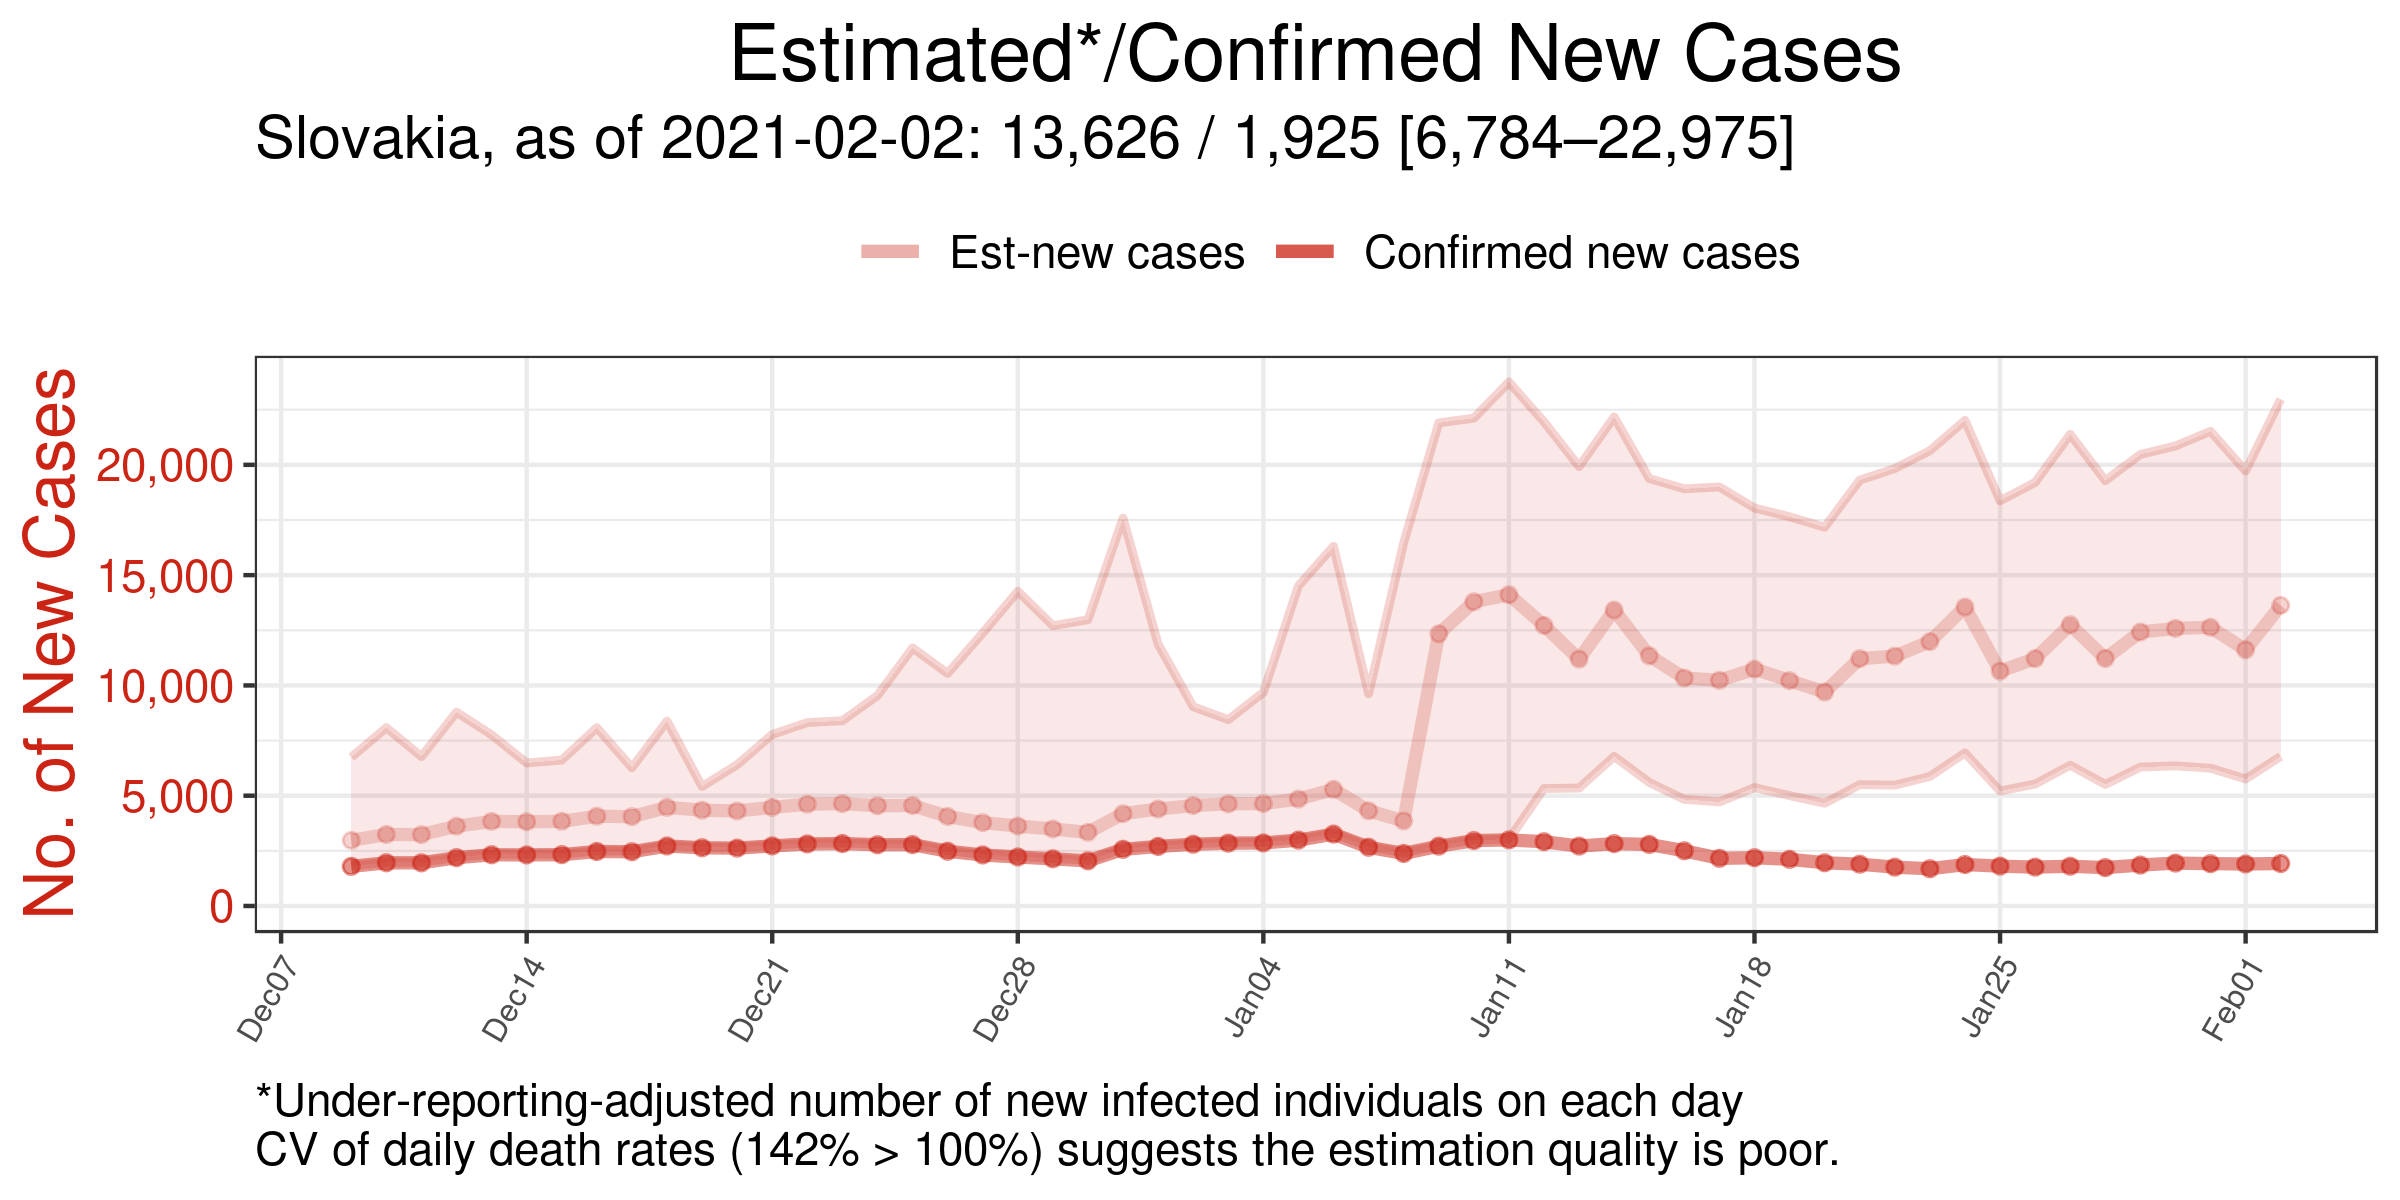 Estimated*/Confirmed New Cases
Slovakia, as of 2021-02-02: 13,626 / 1,925 [6,784–22,975]
Est-new cases Confirmed new cases
No. of New Cases
20,000
15,000
10,000
5,000
0
Dec07 Dec14 Dec21 Dec28 Jan04 Jan11 Jan18 Jan25 Feb01
*Under-reporting-adjusted number of new infected individuals on each day
CV of daily death rates (142% > 100%) suggests the estimation quality is poor.